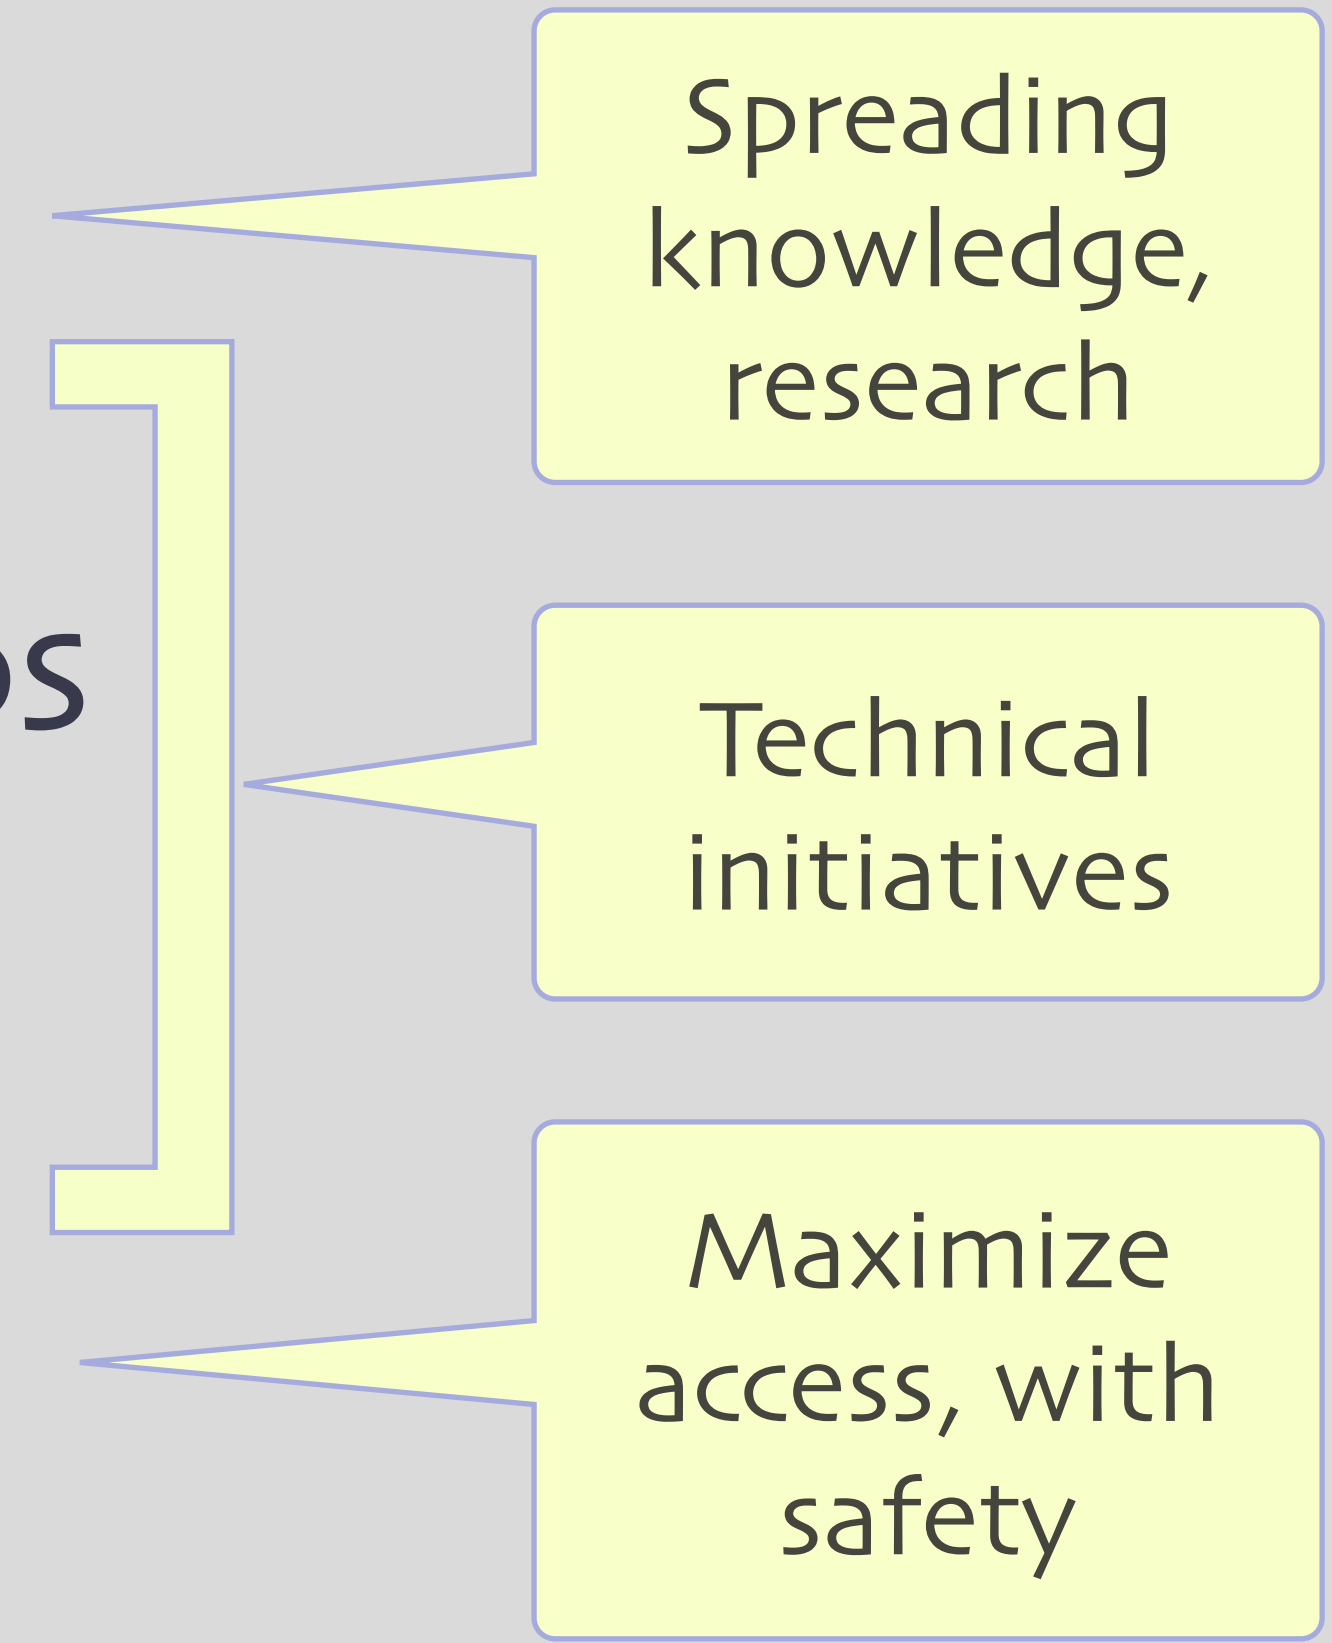 Spreading
knowledge,
research
Technical
initiatives
Maximize
access, with
safety